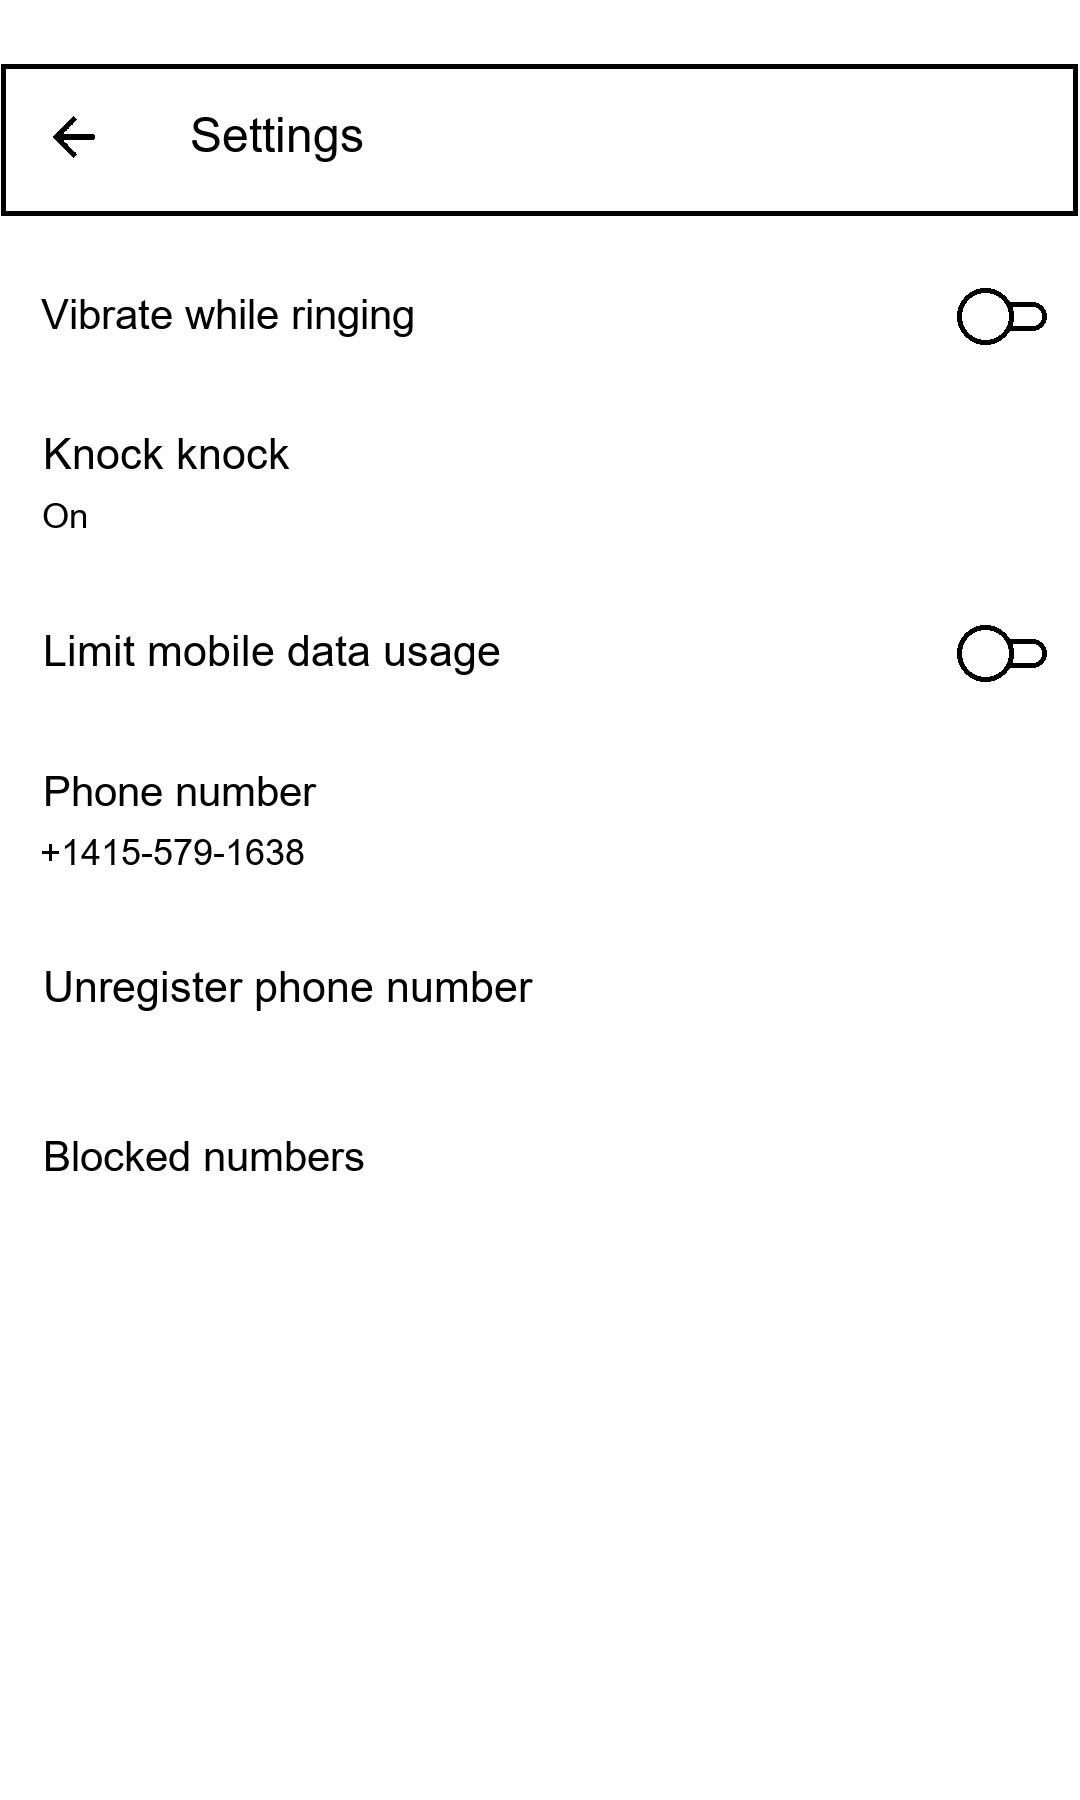 Settings
Vibrate while ringing
Knock knock
On
Limit mobile data usage
Phone number
+1415-579-1638
Unregister phone number
Blocked numbers